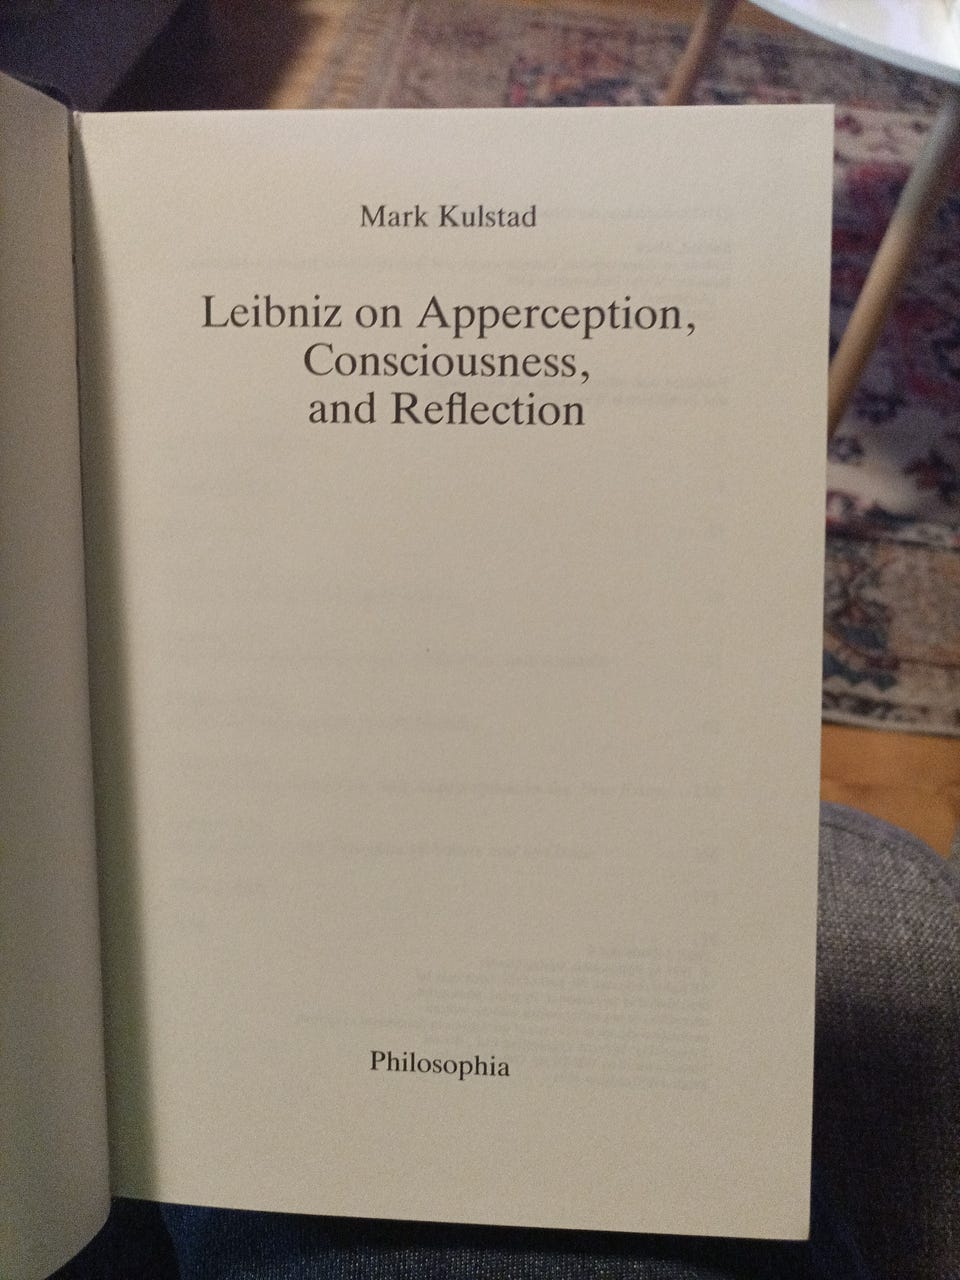 Mark Kulstad
Leibniz on Apperception,
Consciousness,
and Reflection
Philosophia